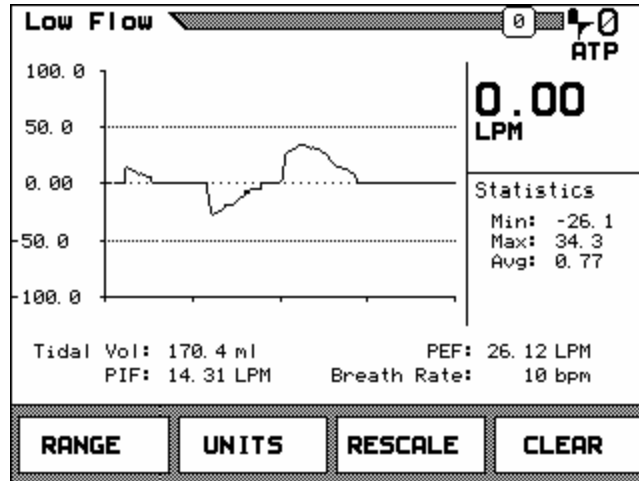 Low Flow
0
0
ATP
100.0
50.0
0.00
-50.0
-100.0
0.00
LPM
Statistics
Min: -26.1
Max: 34.3
Avg: 0.77
Tidal Vol: 170.4 ml
PEF: 26.12 LPM
PIF: 14.31 LPM
Breath Rate: 10 bpm
RANGE
UNITS
RESCALE
CLEAR